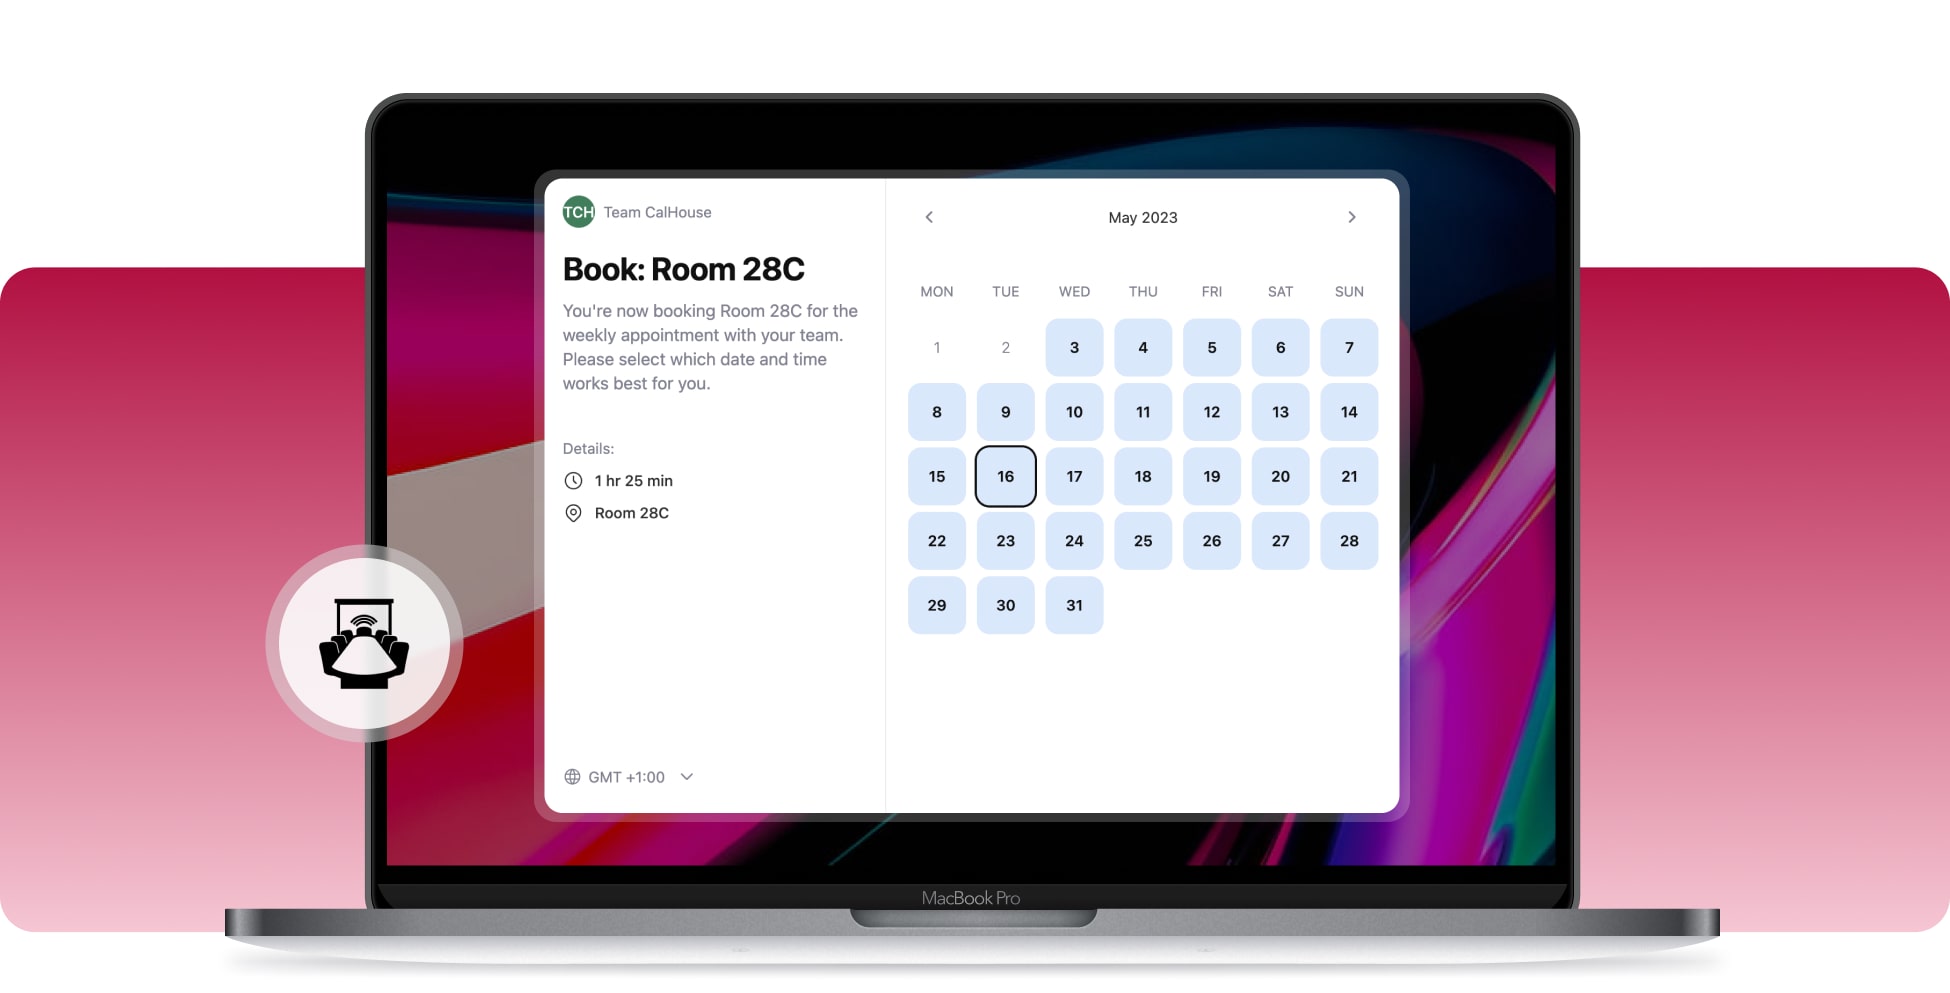 TCH Team CalHouse
Book: Room 28C
You're now booking Room 28C for the
weekly appointment with your team.
Please select which date and time
works best for you.
Details:
1 hr 25 min
Room 28C
GMT +1:00
May 2023
MON TUE WED THU FRI SAT SUN
1 2 3 4 5 6 7
8 9 10 11 12 13 14
15 16 17 18 19 20 21
22 23 24 25 26 27 28
29 30 31
MacBook Pro